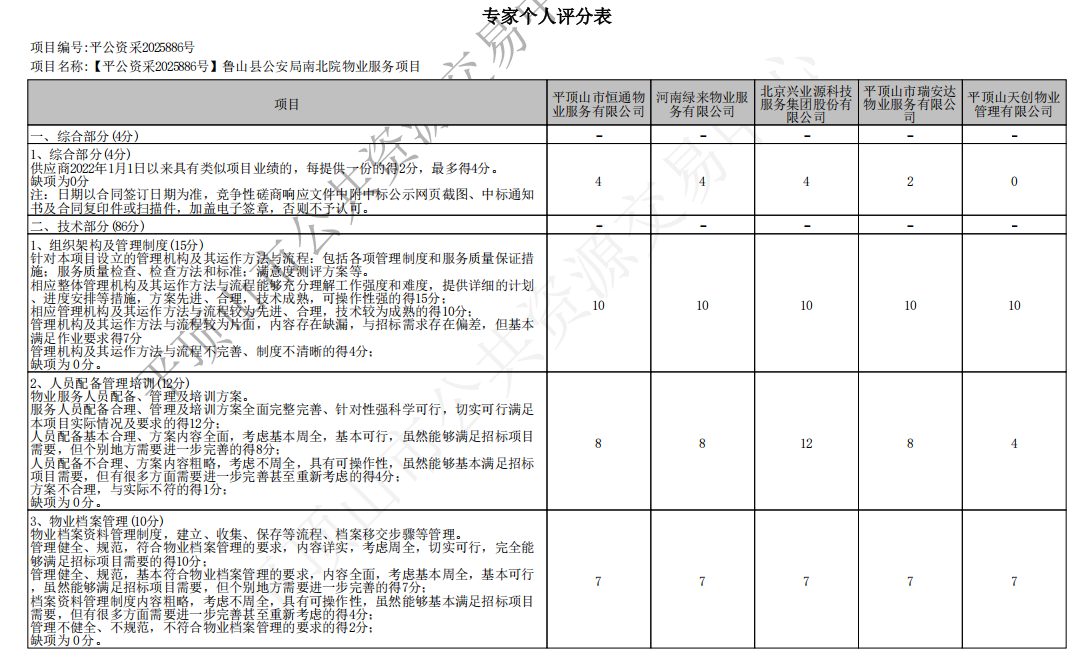 专家个人评分表
项目编号:平公资采2025886号
项目名称:【平公资采2025886号】鲁山县公安局南北院物业服务项目
项目
平顶山市恒通物
业服务有限公司
河南绿来物业服
务有限公司
北京兴业源科技
服务集团股份有
限公司
平顶山市瑞安达
物业服务有限公
司
平顶山天创物业
管理有限公司
一、综合部分(4分)
- - - - -
1、综合部分(4分)
供应商2022年1月1日以来具有类似项目业绩的，每提供一份的得2分，最多得4分。
缺项为0分
注：日期以合同签订日期为准，竞争性磋商响应文件中附中标公示网页截图、中标通知
书及合同复印件或扫描件，加盖电子签章，否则不予认可。
4 4 4 2 0
二、技术部分(86分)
- - - - -
1、组织架构及管理制度(15分)
针对本项目设立的管理机构及其运作方法与流程：包括各项管理制度和服务质量保证措
施；服务质量检查、检查方法和标准；满意度测评方案等。
相应整体管理机构及其运作方法与流程能够充分理解工作强度和难度，提供详细的计划
、进度安排等措施，方案先进、合理，技术成熟，可操作性强的得15分；
相应管理机构及其运作方法与流程较为先进、合理，技术较为成熟的得10分；
管理机构及其运作方法与流程较为片面，内容存在缺漏，与招标需求存在偏差，但基本
满足作业要求得7分
管理机构及其运作方法与流程不完善、制度不清晰的得4分；
缺项为０分。
10 10 10 10 10
2、人员配备管理培训(12分)
物业服务人员配备、管理及培训方案。
服务人员配备合理、管理及培训方案全面完整完善、针对性强科学可行，切实可行满足
本项目实际情况及要求的得12分；
人员配备基本合理、方案内容全面，考虑基本周全，基本可行，虽然能够满足招标项目
需要，但个别地方需要进一步完善的得8分；
人员配备不合理、方案内容粗略，考虑不周全，具有可操作性，虽然能够基本满足招标
项目需要，但有很多方面需要进一步完善甚至重新考虑的得4分；
方案不合理，与实际不符的得1分；
缺项为０分。
8 8 12 8 4
3、物业档案管理(10分)
物业档案资料管理制度，建立、收集、保存等流程、档案移交步骤等管理。
管理健全、规范，符合物业档案管理的要求，内容详实，考虑周全，切实可行，完全能
够满足招标项目需要的得10分；
管理健全、规范，基本符合物业档案管理的要求，内容全面，考虑基本周全，基本可行
，虽然能够满足招标项目需要，但个别地方需要进一步完善的得7分；
档案资料管理制度内容粗略，考虑不周全，具有可操作性，虽然能够基本满足招标项目
需要，但有很多方面需要进一步完善甚至重新考虑的得4分；
管理不健全、不规范，不符合物业档案管理的要求的得2分；
缺项为０分。
7 7 7 7 7
平顶山市公共资源交易中
平顶山市公共资源交易中心